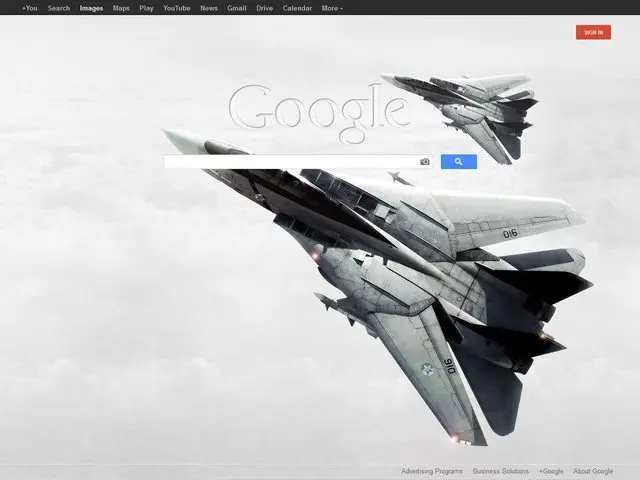 +You Search Images Maps Play YouTube News Gmail Drive Calendar More
SIGN IN
Google
016
016
Advertising Programs Business Solutions +Google About Google